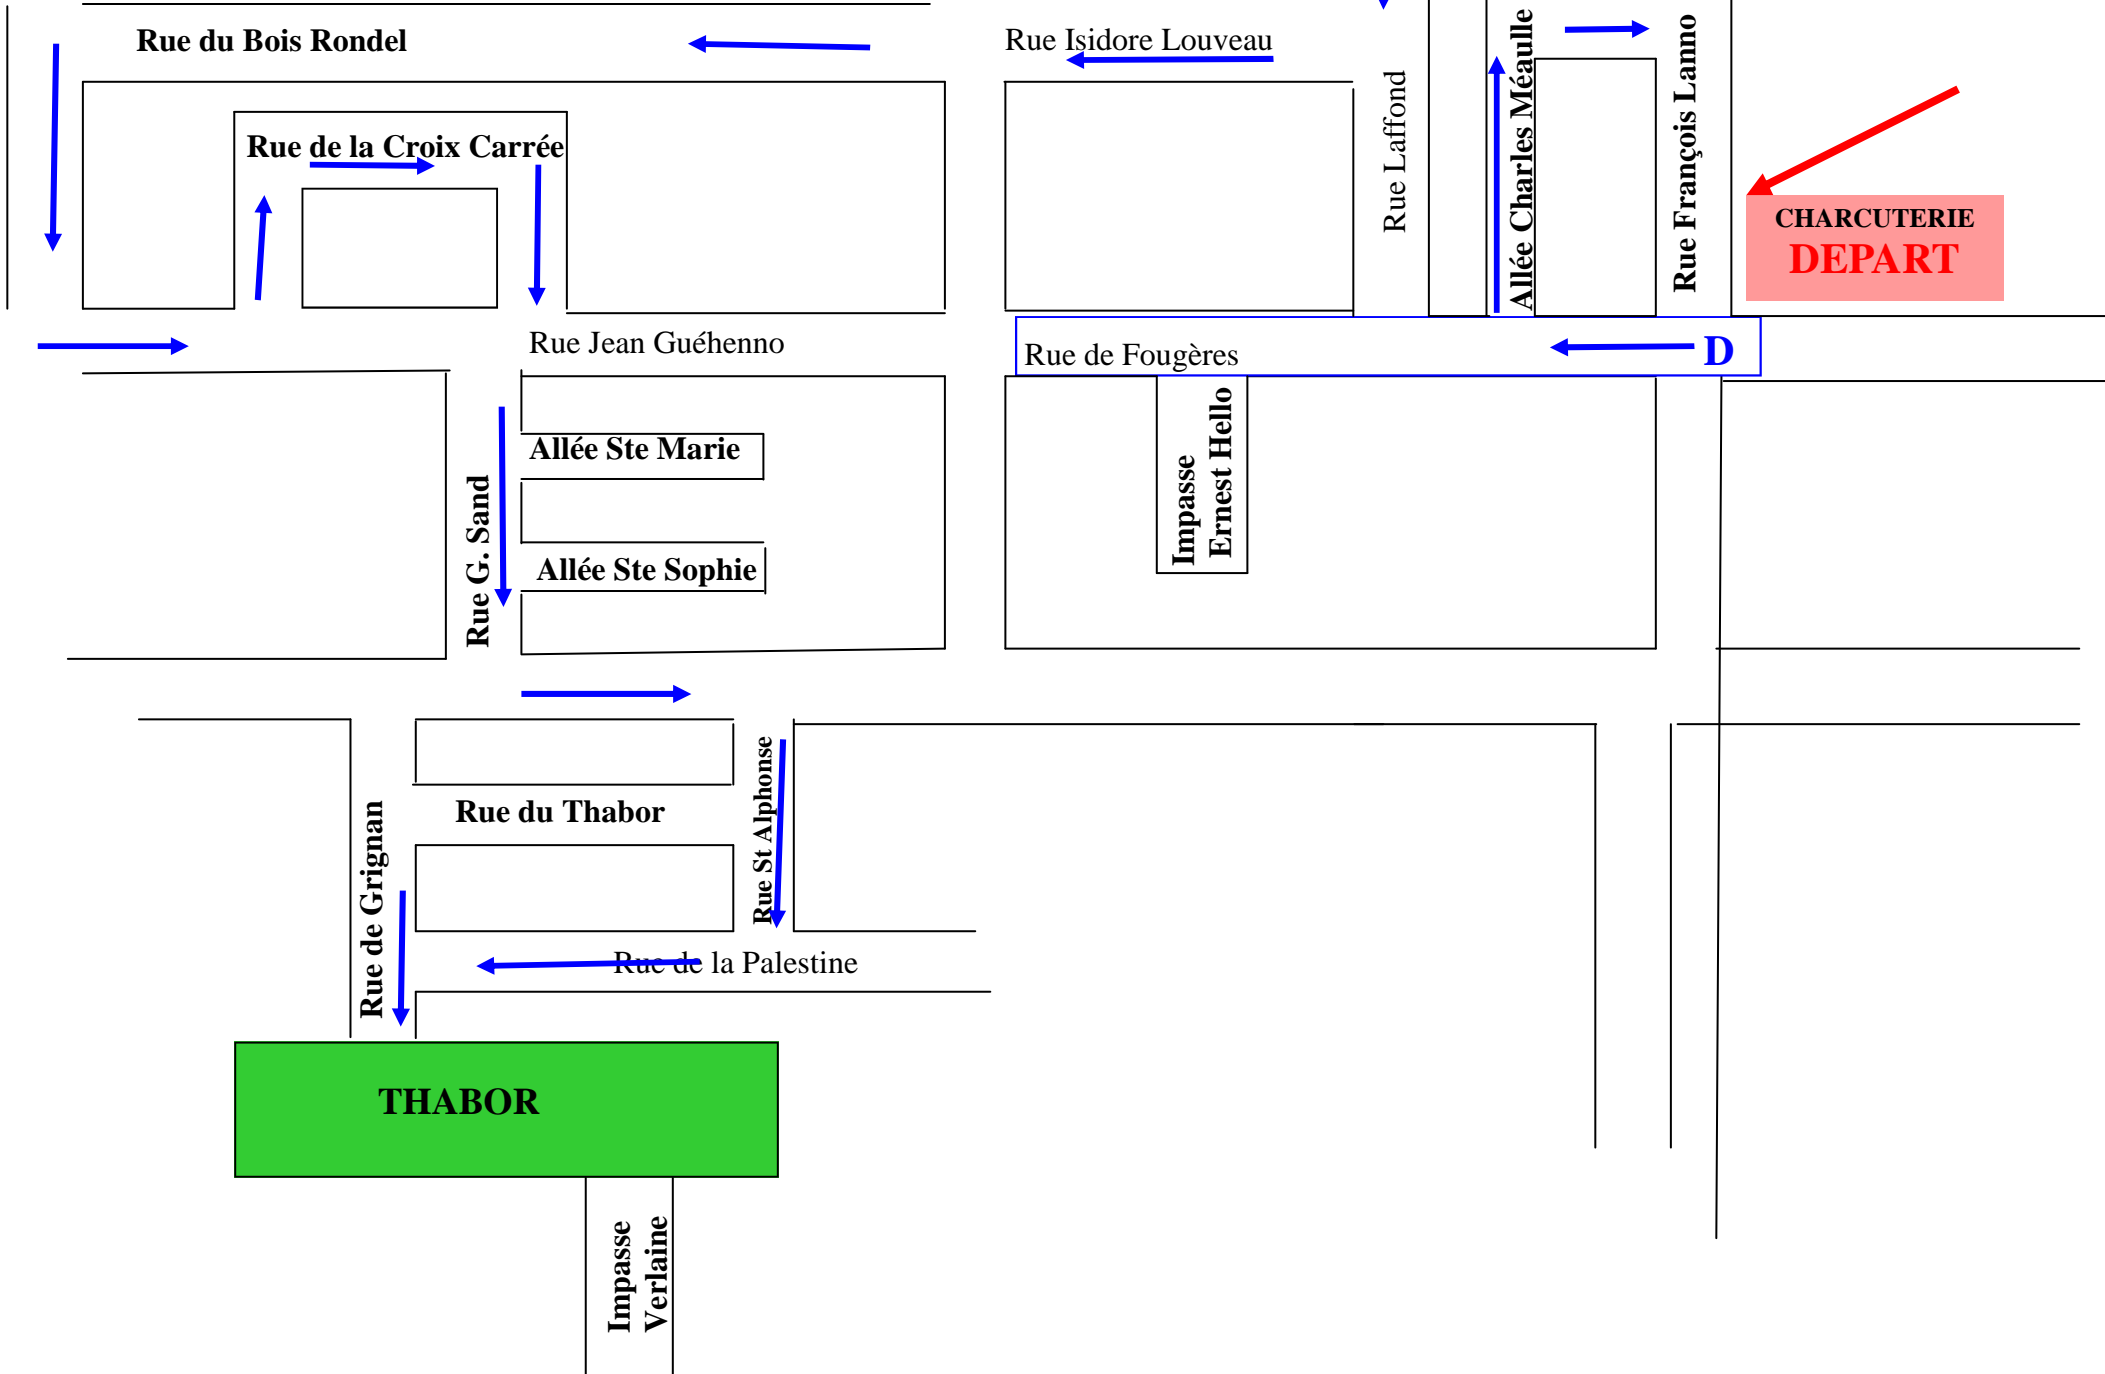 Rue du Bois Rondel
Rue Isidore Louveau
Rue Laffond
Allée Charles Méaulle
Rue François Lanno
Rue de la Croix Carrée
CHARCUTERIE
DEPART
Rue Jean Guéhenno
Rue de Fougères
D
Allée Ste Marie
Impasse
Ernest Hello
Rue G. Sand
Allée Ste Sophie
Rue du Thabor
Rue St Alphonse
Rue de Grignan
Rue de la Palestine
THABOR
Impasse
Verlaine